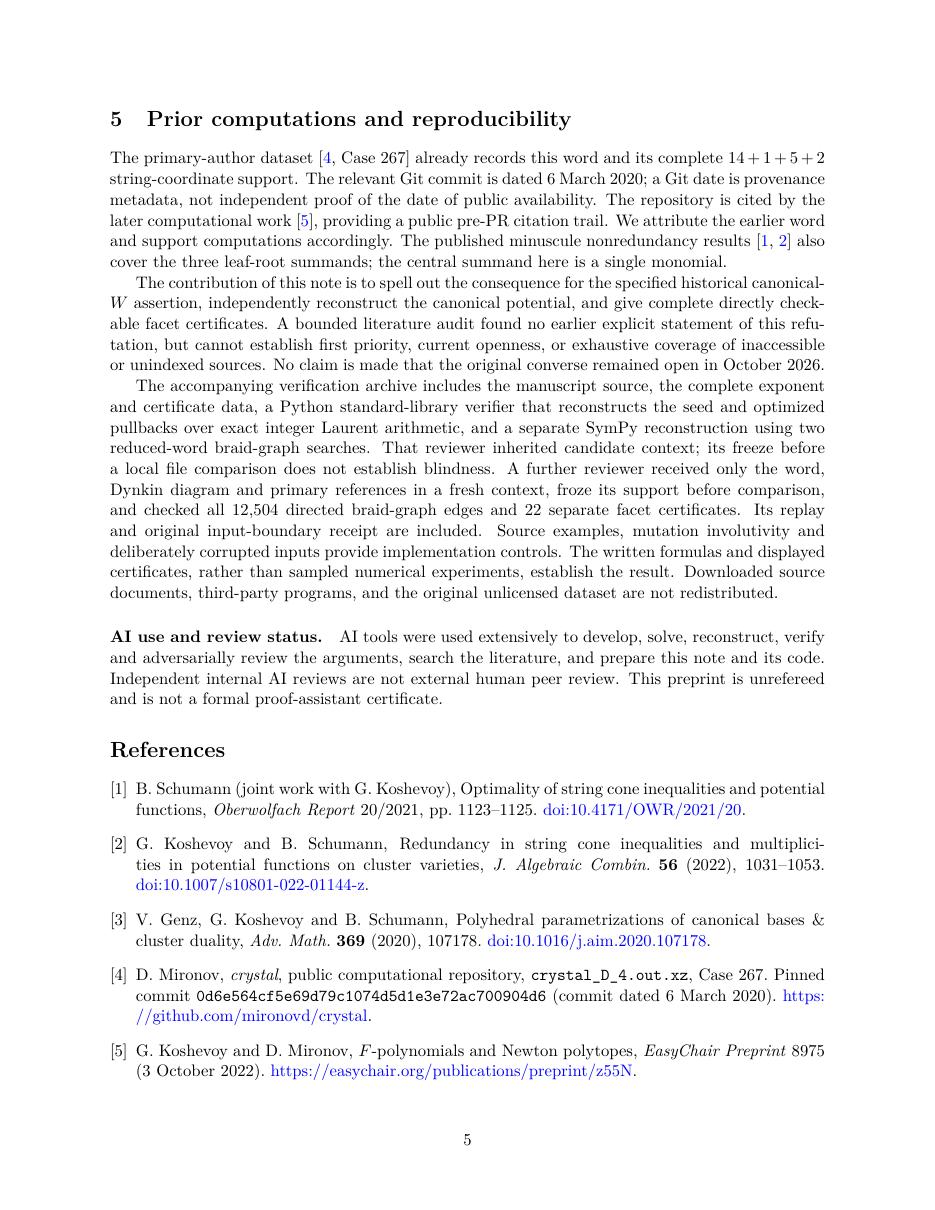 5 Prior computations and reproducibility
The primary-author dataset [4, Case 267] already records this word and its complete 14 + 1 + 5 + 2
string-coordinate support. The relevant Git commit is dated 6 March 2020; a Git date is provenance
metadata, not independent proof of the date of public availability. The repository is cited by the
later computational work [5], providing a public pre-PR citation trail. We attribute the earlier word
and support computations accordingly. The published minuscule nonredundancy results [1, 2] also
cover the three leaf-root summands; the central summand here is a single monomial.
The contribution of this note is to spell out the consequence for the specified historical canonical-
W assertion, independently reconstruct the canonical potential, and give complete directly check-
able facet certificates. A bounded literature audit found no earlier explicit statement of this refu-
tation, but cannot establish first priority, current openness, or exhaustive coverage of inaccessible
or unindexed sources. No claim is made that the original converse remained open in October 2026.
The accompanying verification archive includes the manuscript source, the complete exponent
and certificate data, a Python standard-library verifier that reconstructs the seed and optimized
pullbacks over exact integer Laurent arithmetic, and a separate SymPy reconstruction using two
reduced-word braid-graph searches. That reviewer inherited candidate context; its freeze before
a local file comparison does not establish blindness. A further reviewer received only the word,
Dynkin diagram and primary references in a fresh context, froze its support before comparison,
and checked all 12,504 directed braid-graph edges and 22 separate facet certificates. Its replay
and original input-boundary receipt are included. Source examples, mutation involutivity and
deliberately corrupted inputs provide implementation controls. The written formulas and displayed
certificates, rather than sampled numerical experiments, establish the result. Downloaded source
documents, third-party programs, and the original unlicensed dataset are not redistributed.
AI use and review status. AI tools were used extensively to develop, solve, reconstruct, verify
and adversarially review the arguments, search the literature, and prepare this note and its code.
Independent internal AI reviews are not external human peer review. This preprint is unrefereed
and is not a formal proof-assistant certificate.
References
[1] B. Schumann (joint work with G. Koshevoy), Optimality of string cone inequalities and potential
functions, Oberwolfach Report 20/2021, pp. 1123–1125. doi:10.4171/OWR/2021/20.
[2] G. Koshevoy and B. Schumann, Redundancy in string cone inequalities and multiplici-
ties in potential functions on cluster varieties, J. Algebraic Combin. 56 (2022), 1031–1053.
doi:10.1007/s10801-022-01144-z.
[3] V. Genz, G. Koshevoy and B. Schumann, Polyhedral parametrizations of canonical bases &
cluster duality, Adv. Math. 369 (2020), 107178. doi:10.1016/j.aim.2020.107178.
[4] D. Mironov, crystal, public computational repository, crystal_D_4.out.xz, Case 267. Pinned
commit 0d6e564cf5e69d79c1074d5d1e3e72ac700904d6 (commit dated 6 March 2020). https:
//github.com/mironovd/crystal.
[5] G. Koshevoy and D. Mironov, F-polynomials and Newton polytopes, EasyChair Preprint 8975
(3 October 2022). https://easychair.org/publications/preprint/z55N.
5